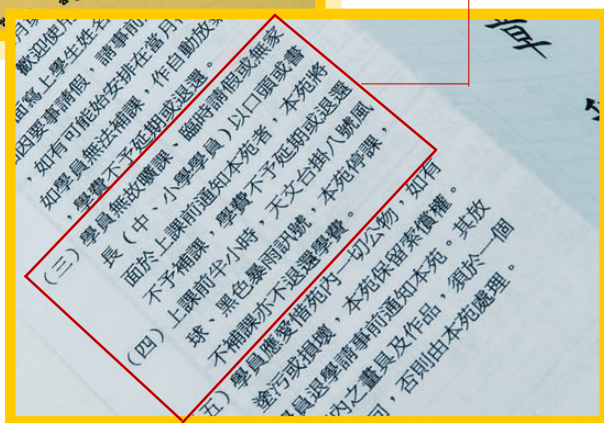 歡迎使用
面寫上學生姓名
因要事請假，請事前
，如有可能始安排在當月
如學員無法補課，作自動放
，學費不予延期或退還。
（三）學員無故曠課、臨時請假或無家
長（中、小學學員）以口頭或書
面於上課前通知本苑者，本苑將
不予補課，學費不予延期或退還
（四）上課前半小時，天文台掛八號風
球、黑色暴雨訊號，本苑停課，
不補課亦不退還學費。
五）學員應愛惜苑內一切公物，如有
塗污或損壞，本苑保留索償權。
員退學請事前通知本苑。其放
內之畫具及作品，須於一個
，否則由本苑處理。